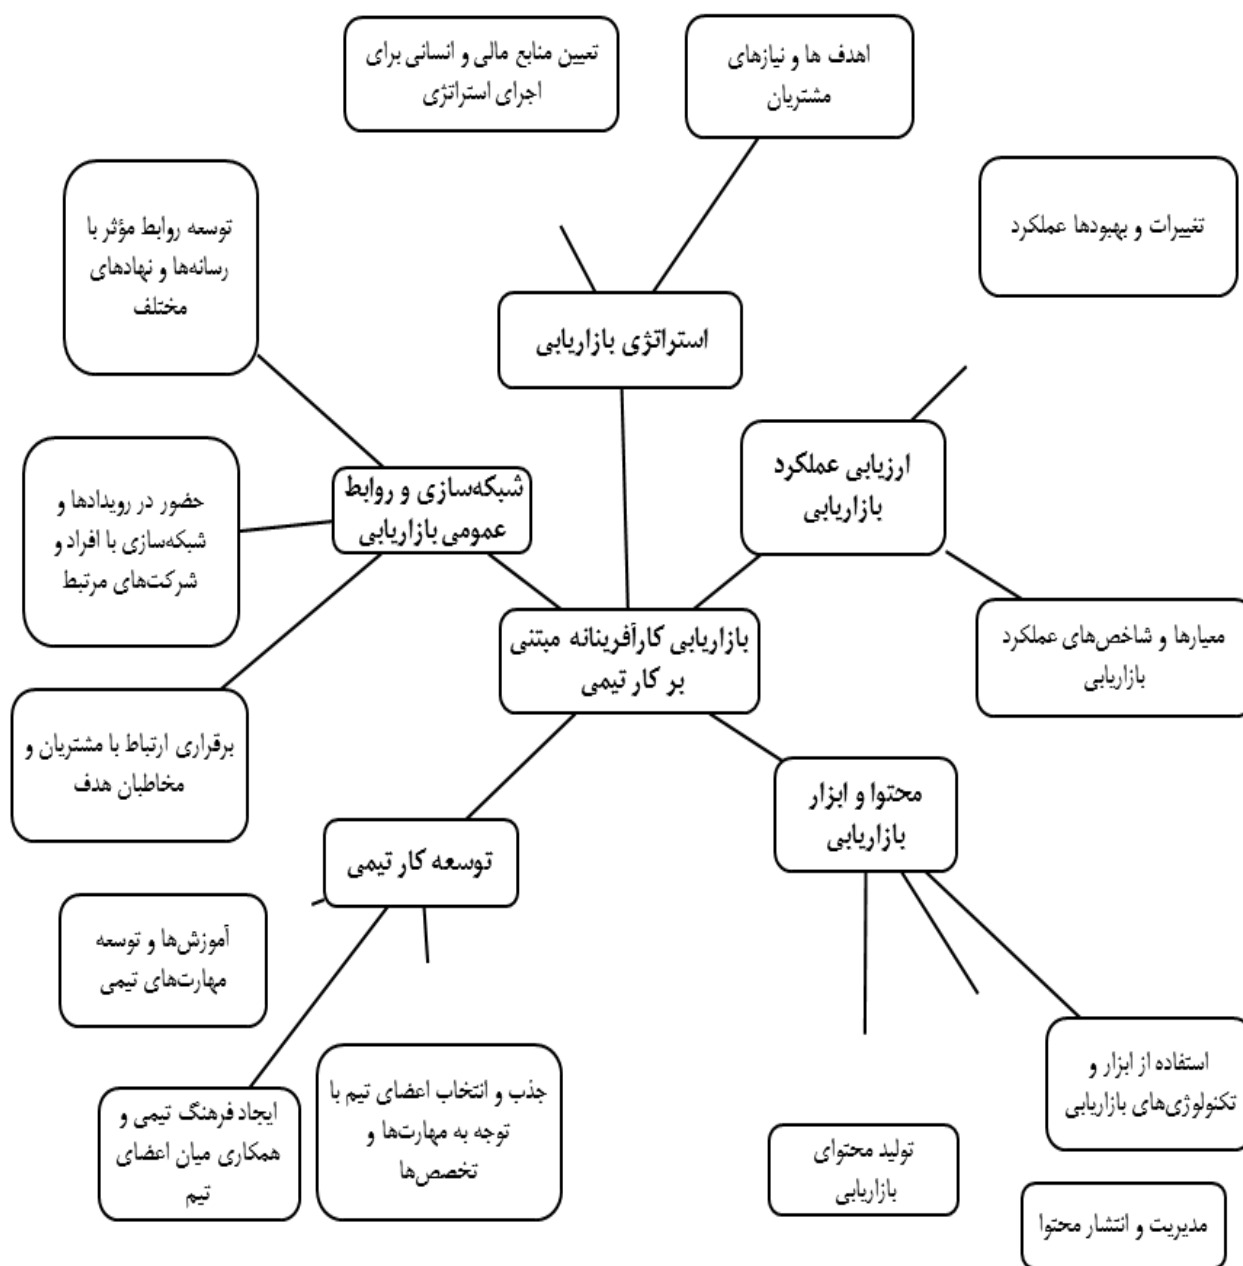 تعیین منابع مالی و انسانی برای
اجرای استراتژی
اهدف ها و نیازهای
مشتریان
تغییرات و بهبودها عملکرد
توسعه روابط مؤثر با
رسانه‌ها و نهادهای
مختلف
استراتژی بازاریابی
ارزیابی عملکرد
بازاریابی
شبکه‌سازی و روابط
عمومی بازاریابی
حضور در رویدادها و
شبکه‌سازی با افراد و
شرکت‌های مرتبط
معیارها و شاخص‌های عملکرد
بازاریابی
بازاریابی کارآفرینانه مبتنی
بر کار تیمی
برقراری ارتباط با مشتریان و
مخاطبان هدف
محتوا و ابزار
بازاریابی
توسعه کار تیمی
آموزش‌ها و توسعه
مهارت‌های تیمی
استفاده از ابزار و
تکنولوژی‌های بازاریابی
جذب و انتخاب اعضای تیم با
توجه به مهارت‌ها و
تخصص‌ها
ایجاد فرهنگ تیمی و
همکاری میان اعضای
تیم
تولید محتوای
بازاریابی
مدیریت و انتشار محتوا